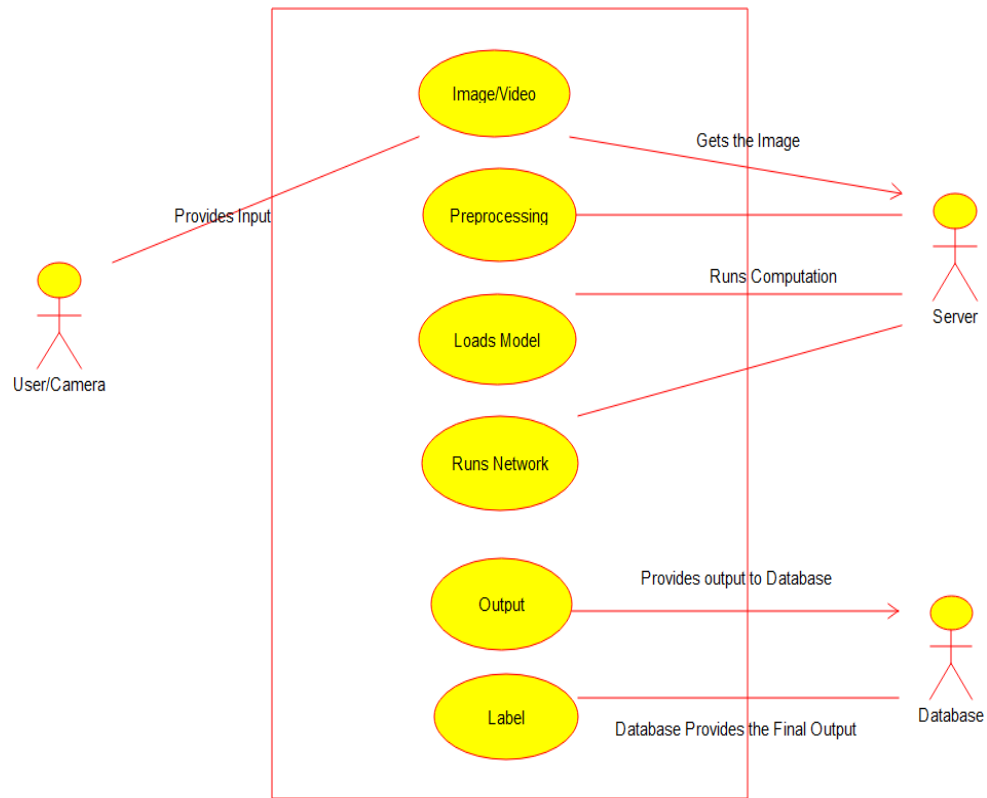 Image/Video
Gets the Image
Provides Input
Preprocessing
Runs Computation
Server
Loads Model
User/Camera
Runs Network
Provides output to Database
Output
Database
Label
Database Provides the Final Output